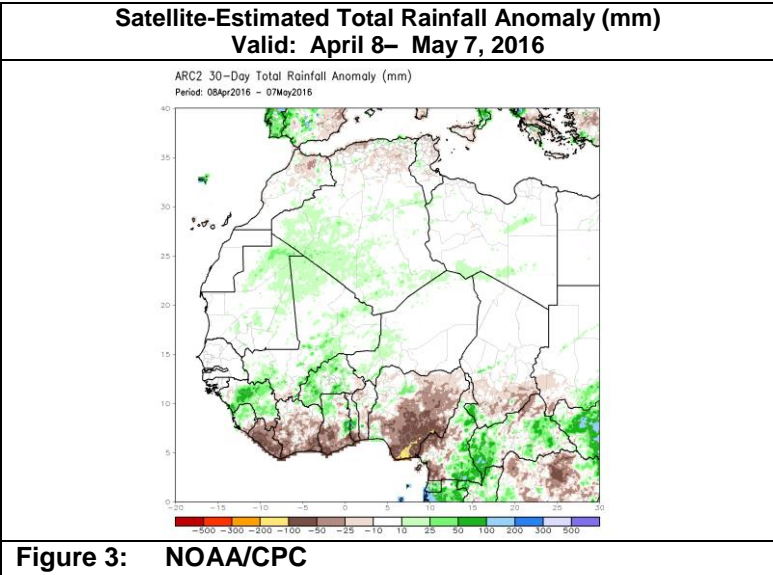 Satellite-Estimated Total Rainfall Anomaly (mm)
Valid: April 8– May 7, 2016
ARC2 30-Day Total Rainfall Anomaly (mm)
Period: 08Apr2016 - 07May2016
40
35
30
25
20
15
10
5
0
-20 -15 -10 -5 0 5 10 15 20 25 30
-500 -300 -200 -100 -50 -25 -10 10 25 50 100 200 300 500
Figure 3: NOAA/CPC